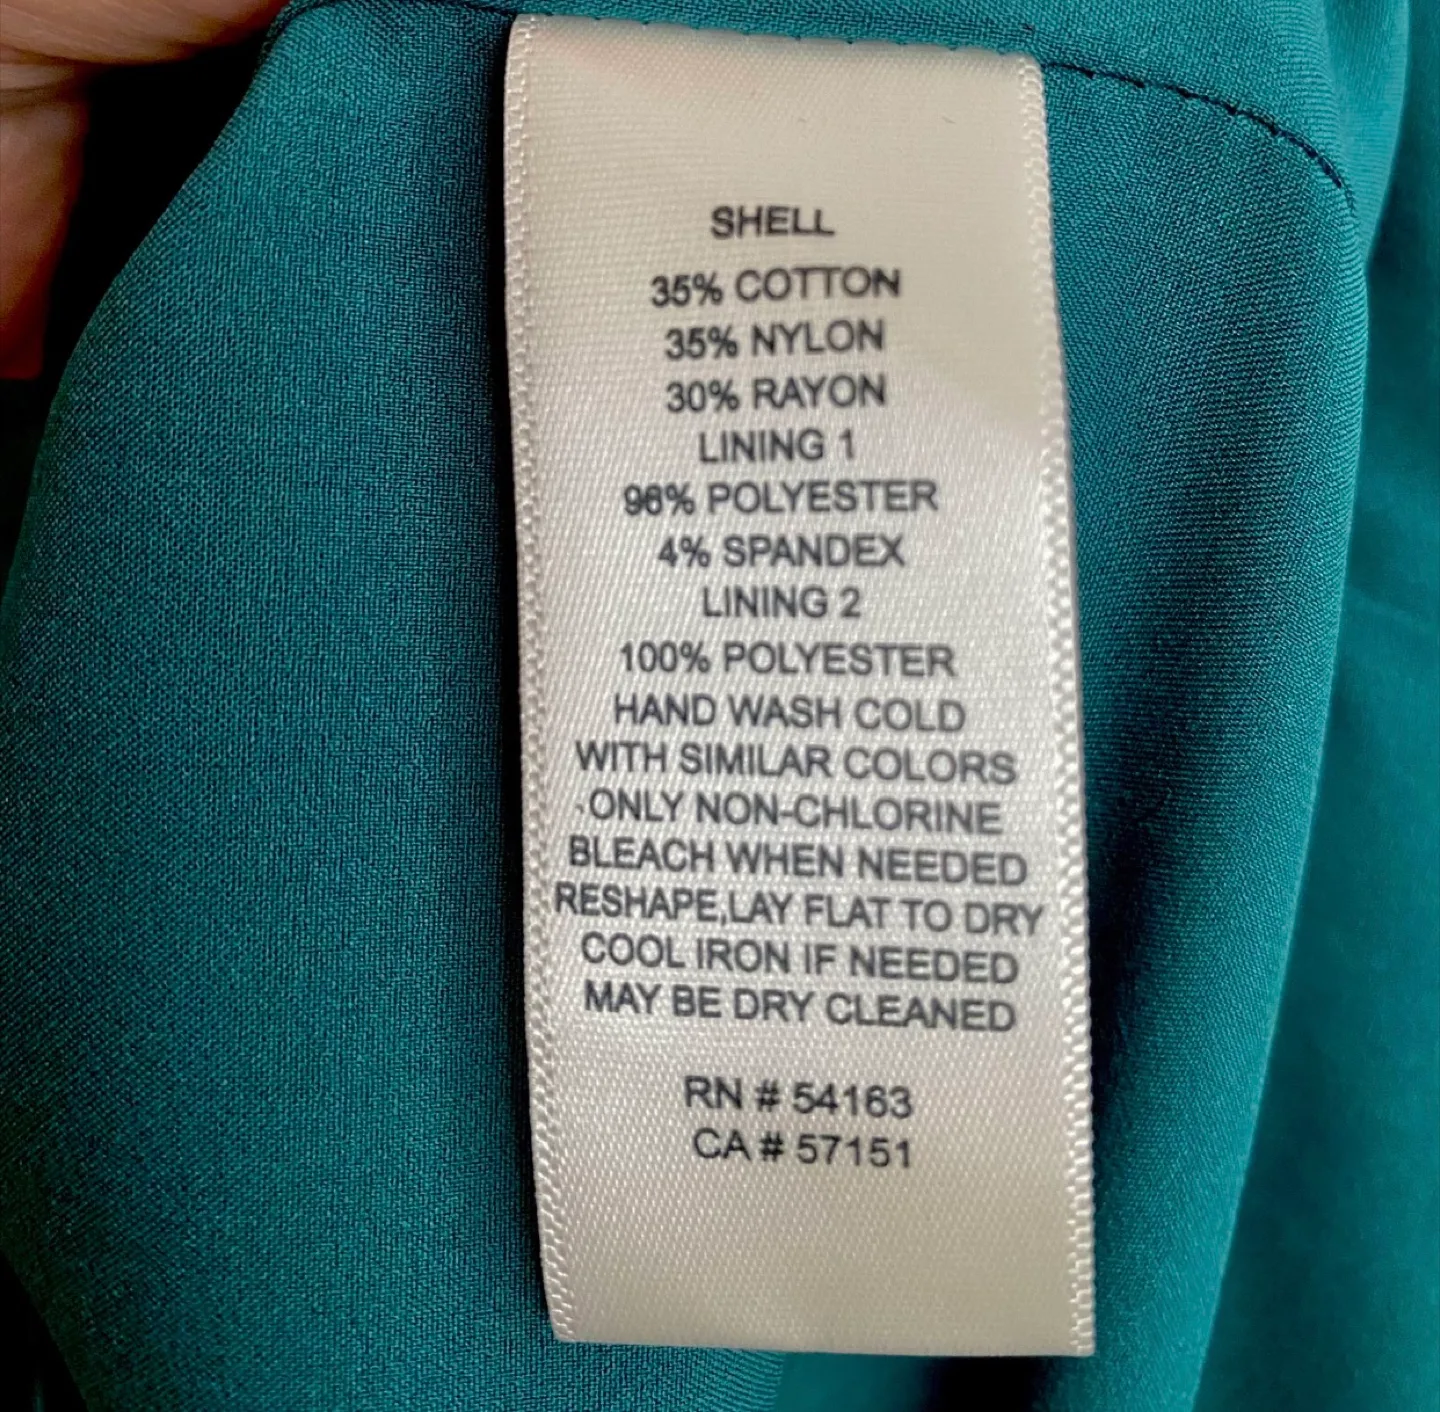 SHELL
35% COTTON
35% NYLON
30% RAYON
LINING 1
96% POLYESTER
4% SPANDEX
LINING 2
100% POLYESTER
HAND WASH COLD
WITH SIMILAR COLORS
ONLY NON-CHLORINE
BLEACH WHEN NEEDED
RESHAPE,LAY FLAT TO DRY
COOL IRON IF NEEDED
MAY BE DRY CLEANED
RN # 54163
CA # 57151